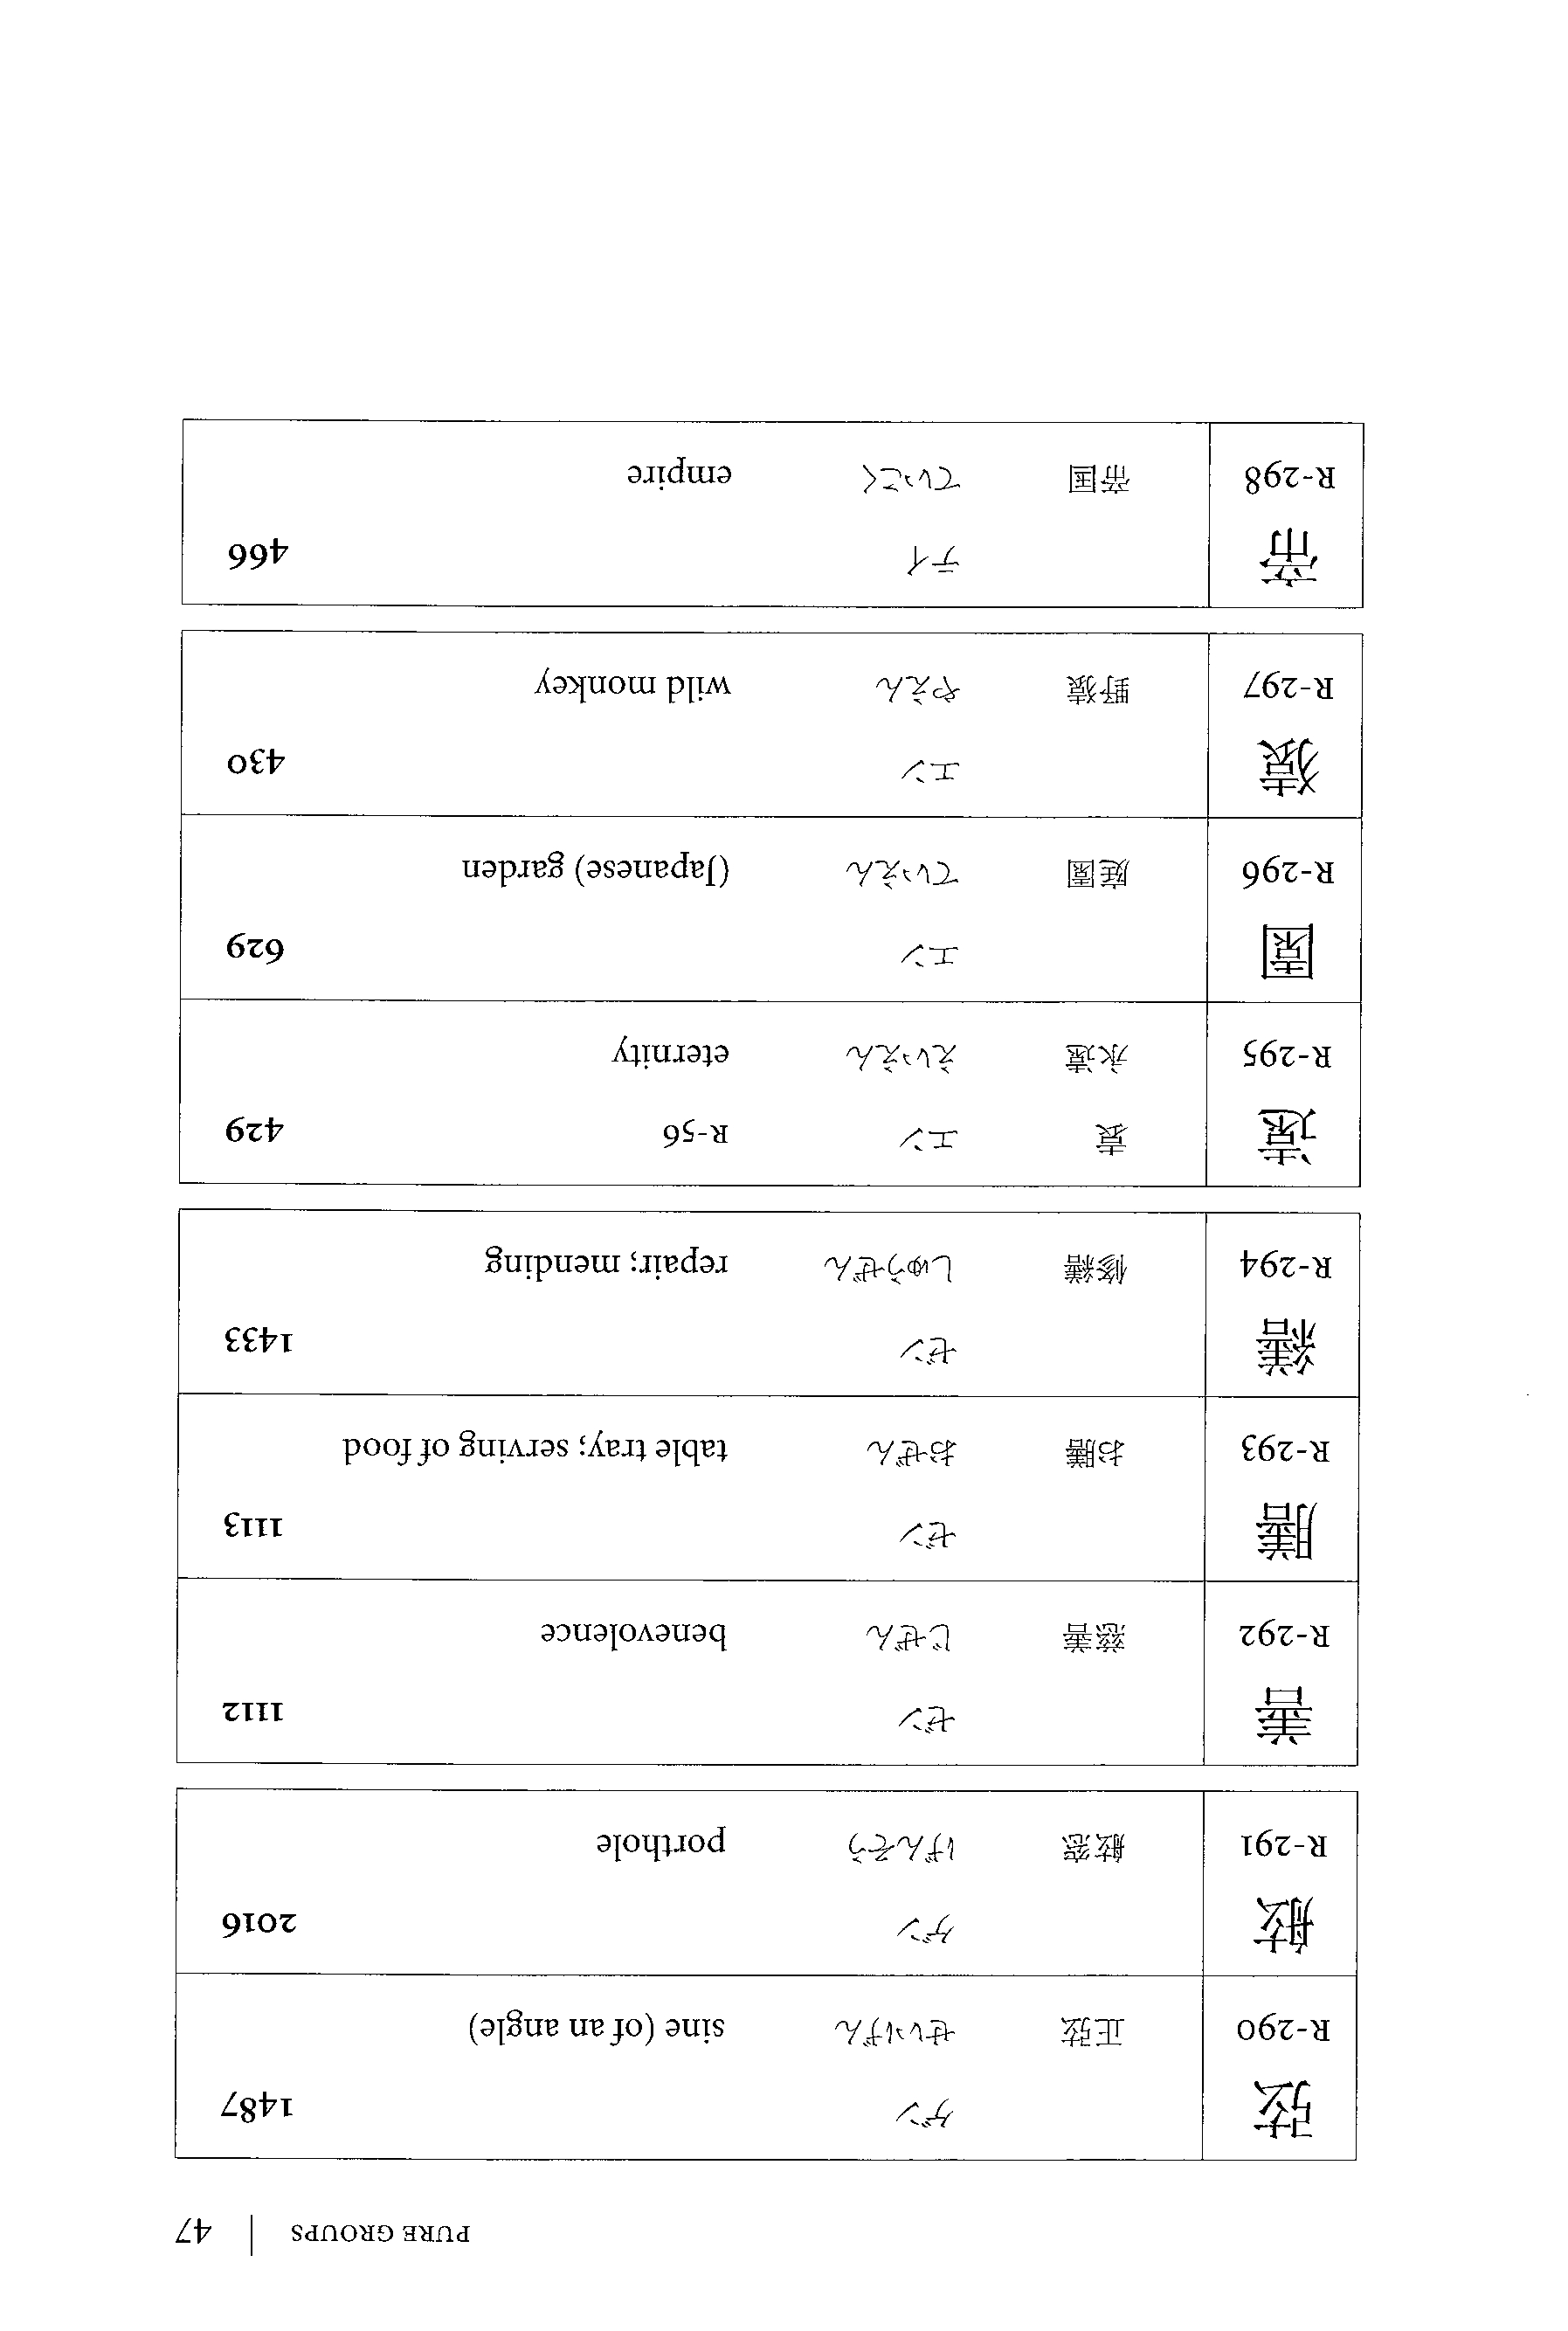 PURE GROUPS | 47
弦 ゲン 1487
R-290 正弦 せいげん sine (of an angle)
舷 ゲン 2016
R-291 舷窓 げんそう porthole
善 ゼン 1112
R-292 慈善 じぜん benevolence
膳 ゼン 1113
R-293 お膳 おぜん table tray; serving of food
繕 ゼン 1433
R-294 修繕 しゅうぜん repair; mending
遠 袁 エン R-56 429
R-295 永遠 えいえん eternity
園 エン 629
R-296 庭園 ていえん (Japanese) garden
猿 エン 430
R-297 野猿 やえん wild monkey
帝 テイ 466
R-298 帝国 ていこく empire